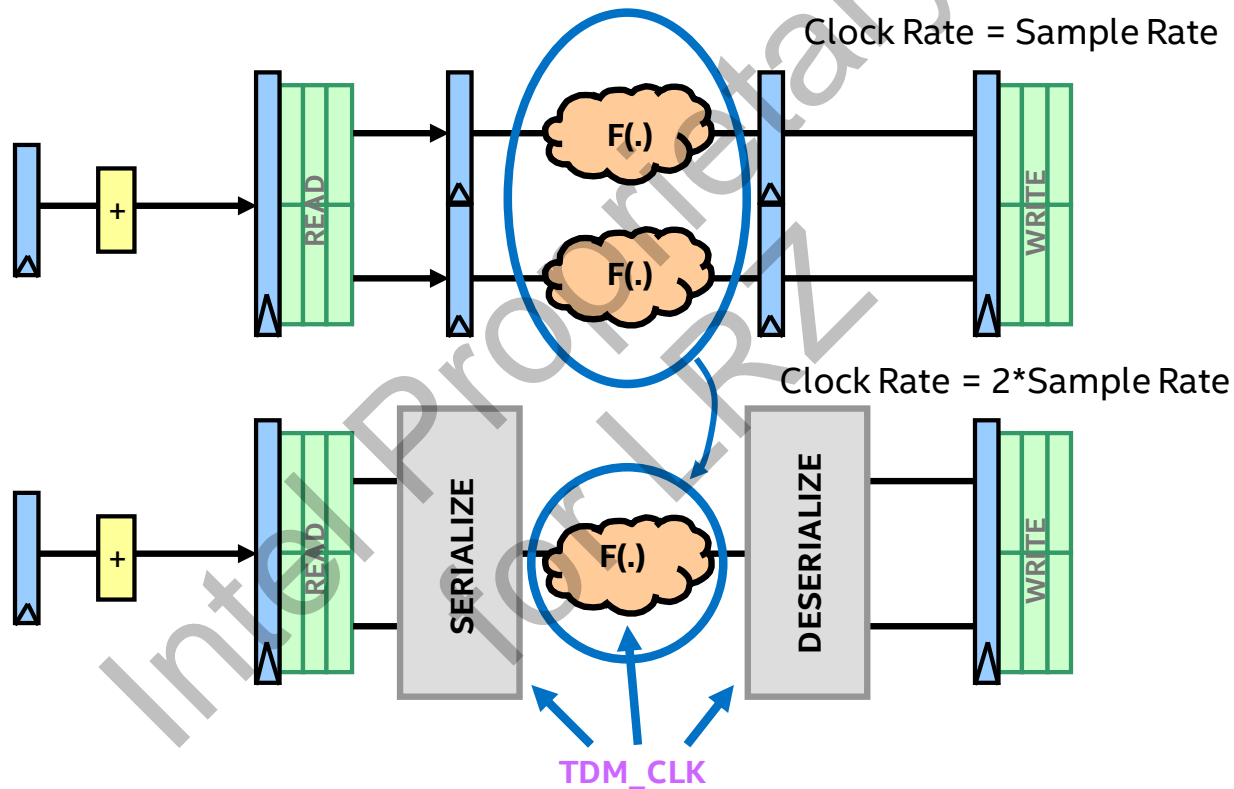 Clock Rate = Sample Rate
F(.)
READ
+
WRITE
F(.)
Clock Rate = 2*Sample Rate
READ
+
SERIALIZE
F(.)
DESERIALIZE
WRITE
TDM_CLK
Intel Proprietary
for LRZ